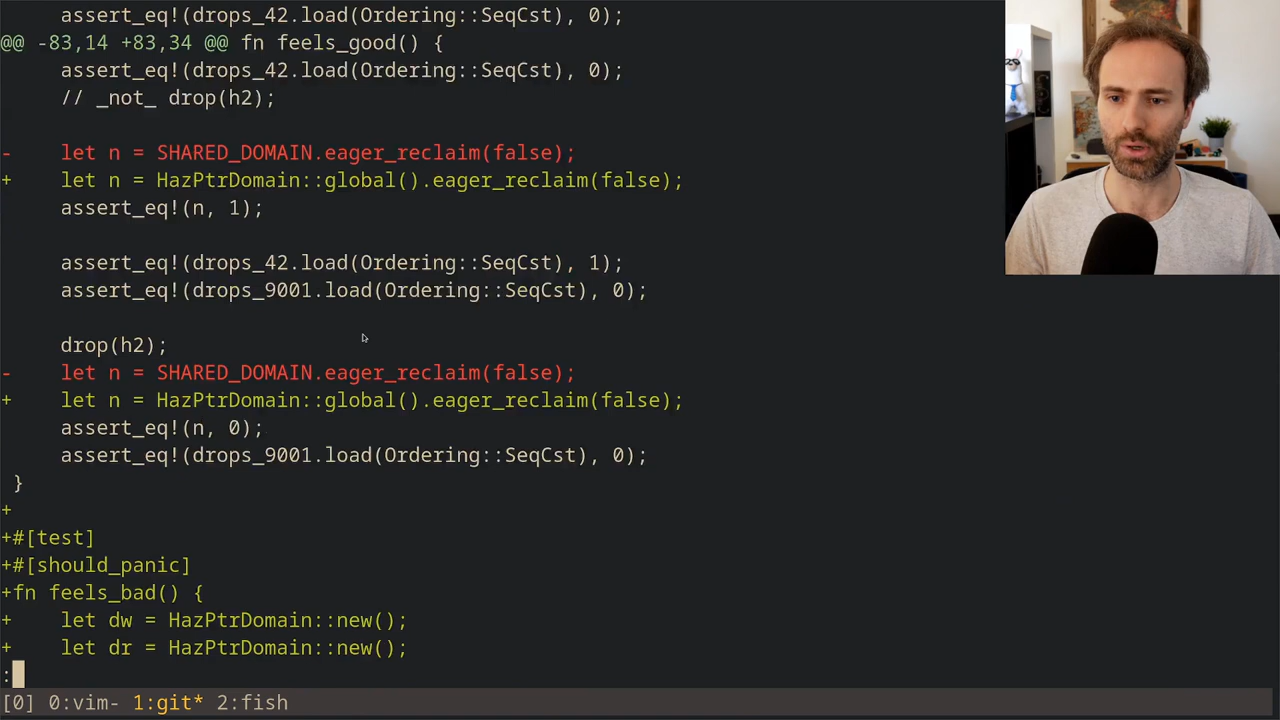 assert_eq!(drops_42.load(Ordering::SeqCst), 0);
@@ -83,14 +83,34 @@ fn feels_good() {
     assert_eq!(drops_42.load(Ordering::SeqCst), 0);
     // _not_ drop(h2);
-    let n = SHARED_DOMAIN.eager_reclaim(false);
+    let n = HazPtrDomain::global().eager_reclaim(false);
     assert_eq!(n, 1);
     assert_eq!(drops_42.load(Ordering::SeqCst), 1);
     assert_eq!(drops_9001.load(Ordering::SeqCst), 0);
     drop(h2);
-    let n = SHARED_DOMAIN.eager_reclaim(false);
+    let n = HazPtrDomain::global().eager_reclaim(false);
     assert_eq!(n, 0);
     assert_eq!(drops_9001.load(Ordering::SeqCst), 0);
 }
+
+#[test]
+#[should_panic]
+fn feels_bad() {
+    let dw = HazPtrDomain::new();
+    let dr = HazPtrDomain::new();
:
[0] 0:vim- 1:git* 2:fish